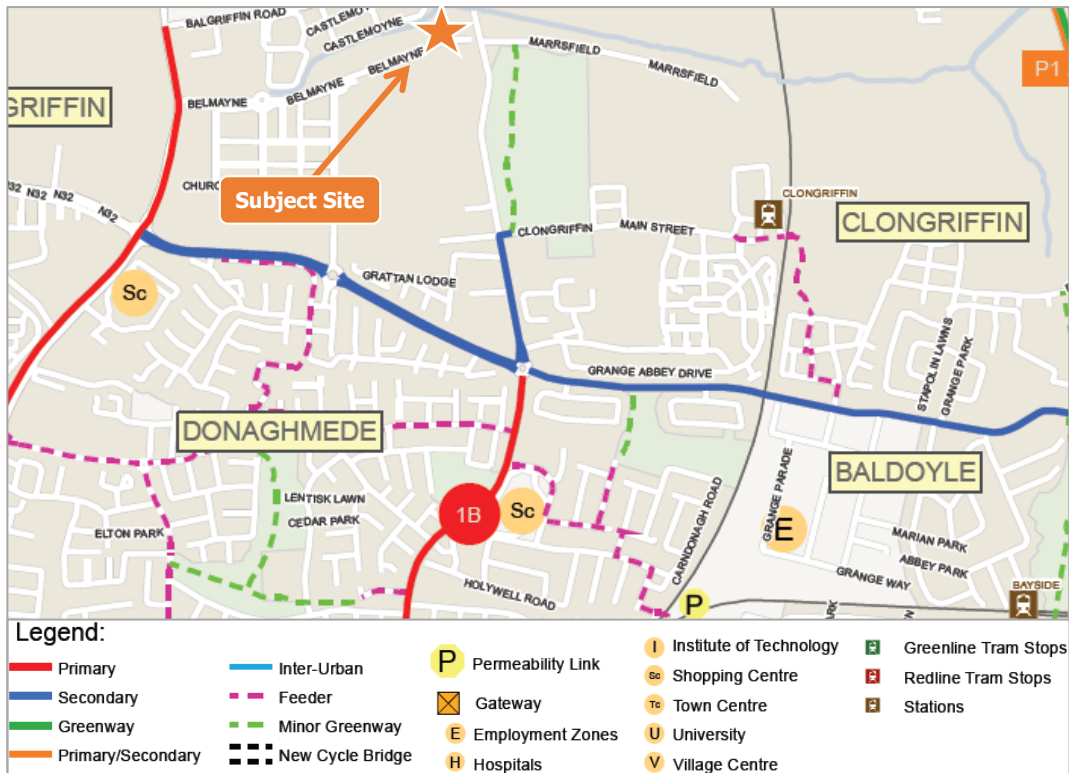 BALGRIFFIN ROAD
CASTLEMOYNE
CASTLEMOYNE
BELMAYNE
BELMAYNE
BELMAYNE
MARRSFIELD
MARRSFIELD
P1
GRIFFIN
CHURC
Subject Site
N32
N32
N32
N32
CLONGRIFFIN
CLONGRIFFIN
MAIN STREET
CLONGRIFFIN
GRATTAN LODGE
Sc
GRANGE ABBEY DRIVE
STAPOLIN LAWNS
GRANGE PARK
DONAGHMEDE
BALDOYLE
GRANGE PARADE
LENTISK LAWN
CEDAR PARK
1B
Sc
CARNDONAGH ROAD
E
ELTON PARK
MARIAN PARK
ABBEY PARK
GRANGE WAY
HOLYWELL ROAD
P
BAYSIDE
Legend:
Primary
Secondary
Greenway
Primary/Secondary
Inter-Urban
Feeder
Minor Greenway
New Cycle Bridge
P Permeability Link
Gateway
E Employment Zones
H Hospitals
I Institute of Technology
Sc Shopping Centre
Tc Town Centre
U University
V Village Centre
Greenline Tram Stops
Redline Tram Stops
Stations